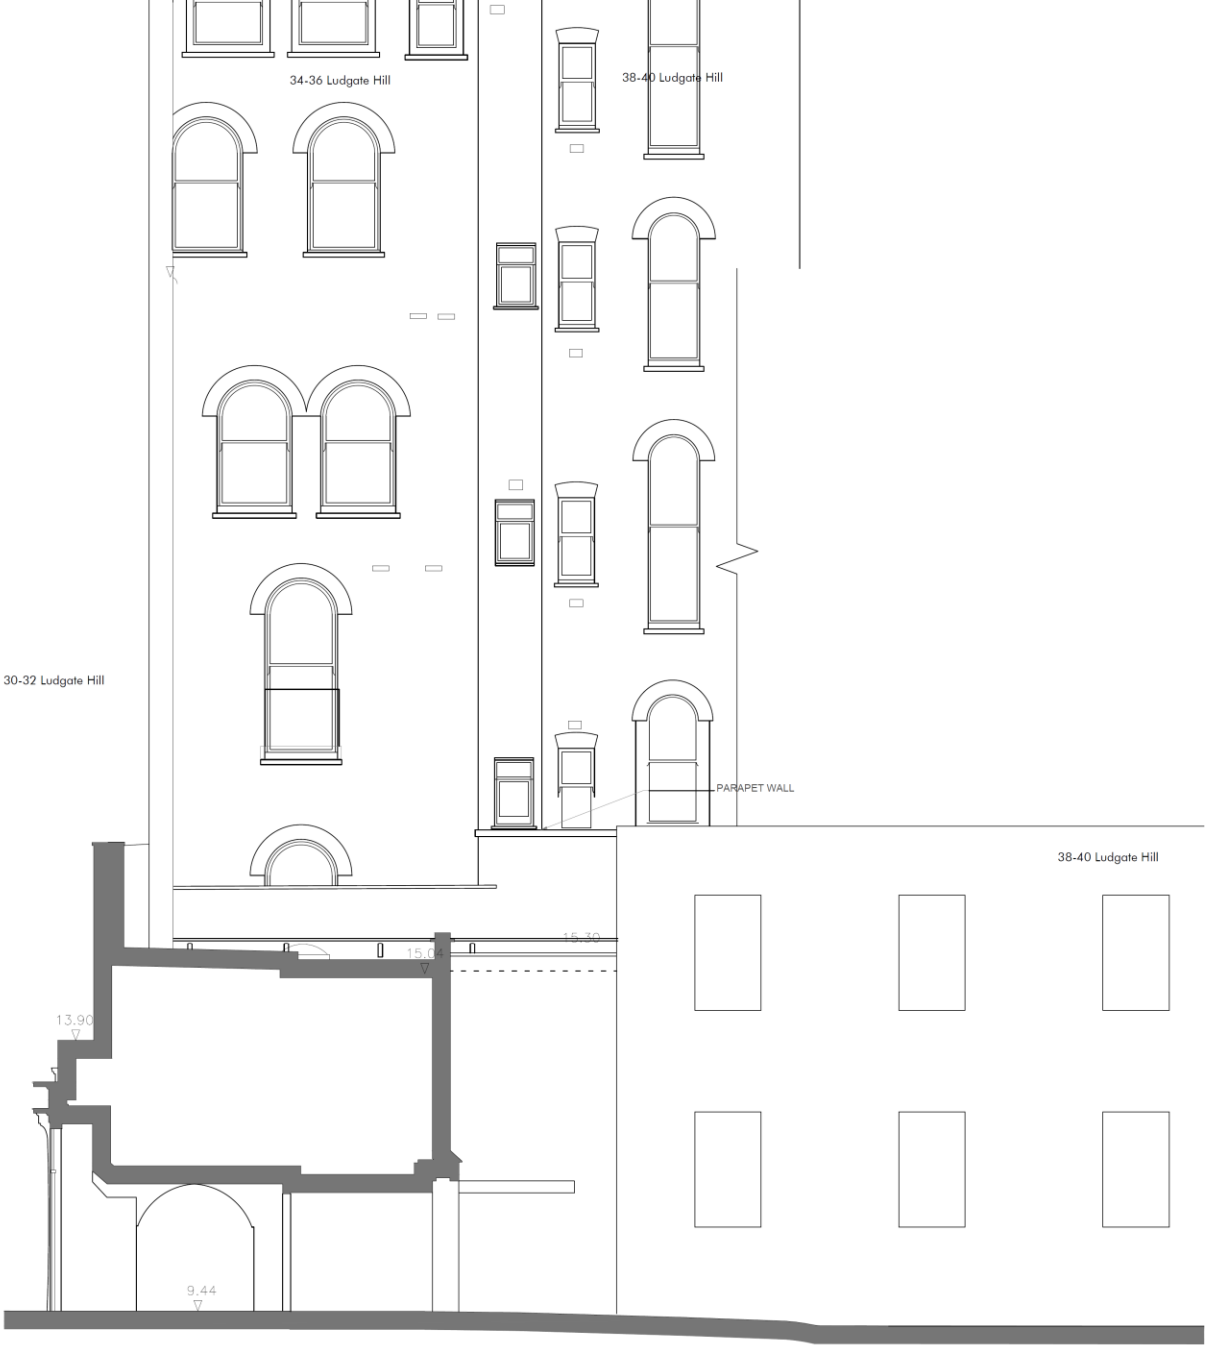 34-36 Ludgate Hill
38-40 Ludgate Hill
30-32 Ludgate Hill
PARAPET WALL
38-40 Ludgate Hill
15.30
15.04
13.90
9.44